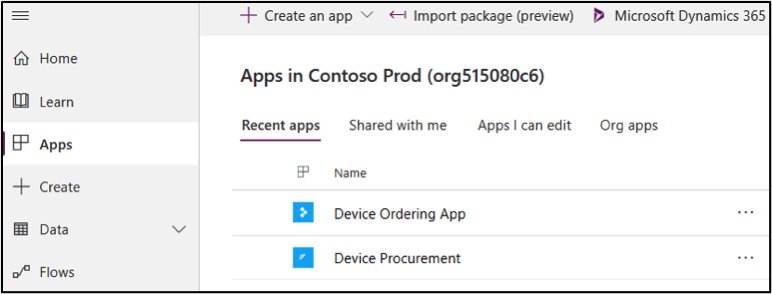 Create an app Import package (preview) Microsoft Dynamics 365
Home
Learn
Apps
Create
Data
Flows
Apps in Contoso Prod (org515080c6)
Recent apps Shared with me Apps I can edit Org apps
Name
Device Ordering App ...
Device Procurement ...